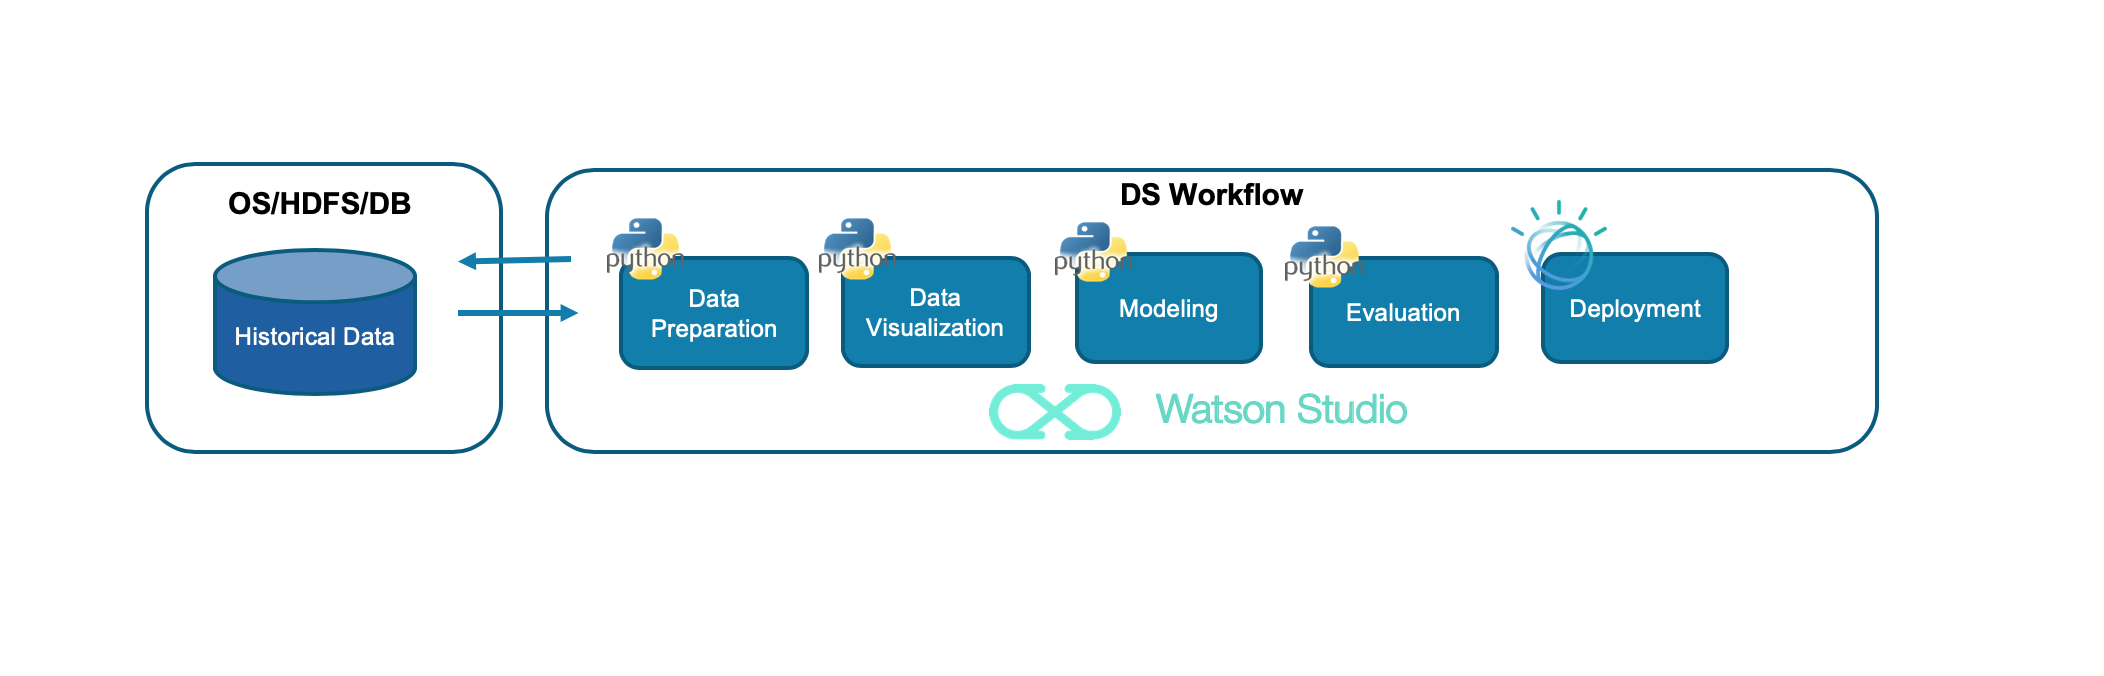 OS/HDFS/DB
Historical Data
DS Workflow
python
Data
Preparation
python
Data
Visualization
python
Modeling
python
Evaluation
Deployment
Watson Studio